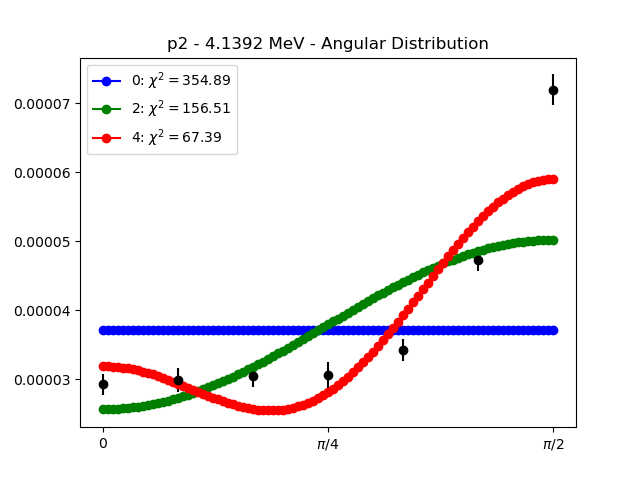 p2 - 4.1392 MeV - Angular Distribution
0: χ² = 354.89
2: χ² = 156.51
4: χ² = 67.39
0.00007
0.00006
0.00005
0.00004
0.00003
0 π/4 π/2